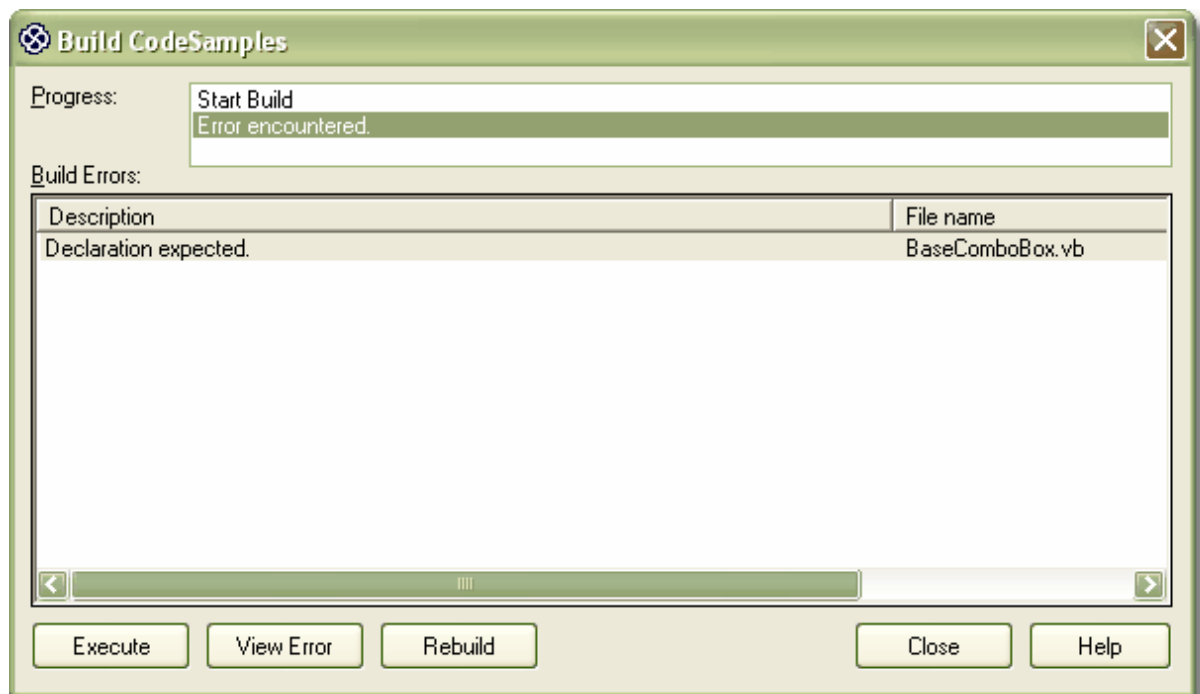 Build CodeSamples
Progress:
Start Build
Error encountered.
Build Errors:
Description File name
Declaration expected. BaseComboBox.vb
Execute View Error Rebuild Close Help